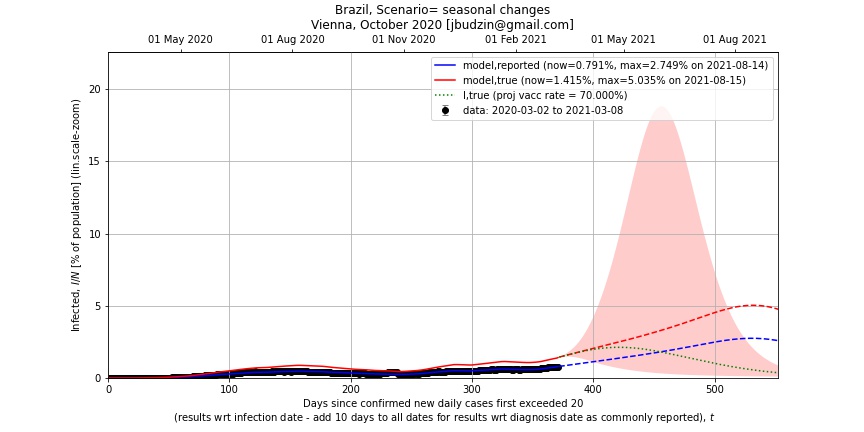 Brazil, Scenario= seasonal changes
Vienna, October 2020 [jbudzin@gmail.com]
01 May 2020 01 Aug 2020 01 Nov 2020 01 Feb 2021 01 May 2021 01 Aug 2021
model,reported (now=0.791%, max=2.749% on 2021-08-14)
model,true (now=1.415%, max=5.035% on 2021-08-15)
I,true (proj vacc rate = 70.000%)
data: 2020-03-02 to 2021-03-08
Infected, I/N [% of population] (lin.scale-zoom)
20
15
10
5
0
0 100 200 300 400 500
Days since confirmed new daily cases first exceeded 20
(results wrt infection date - add 10 days to all dates for results wrt diagnosis date as commonly reported), t